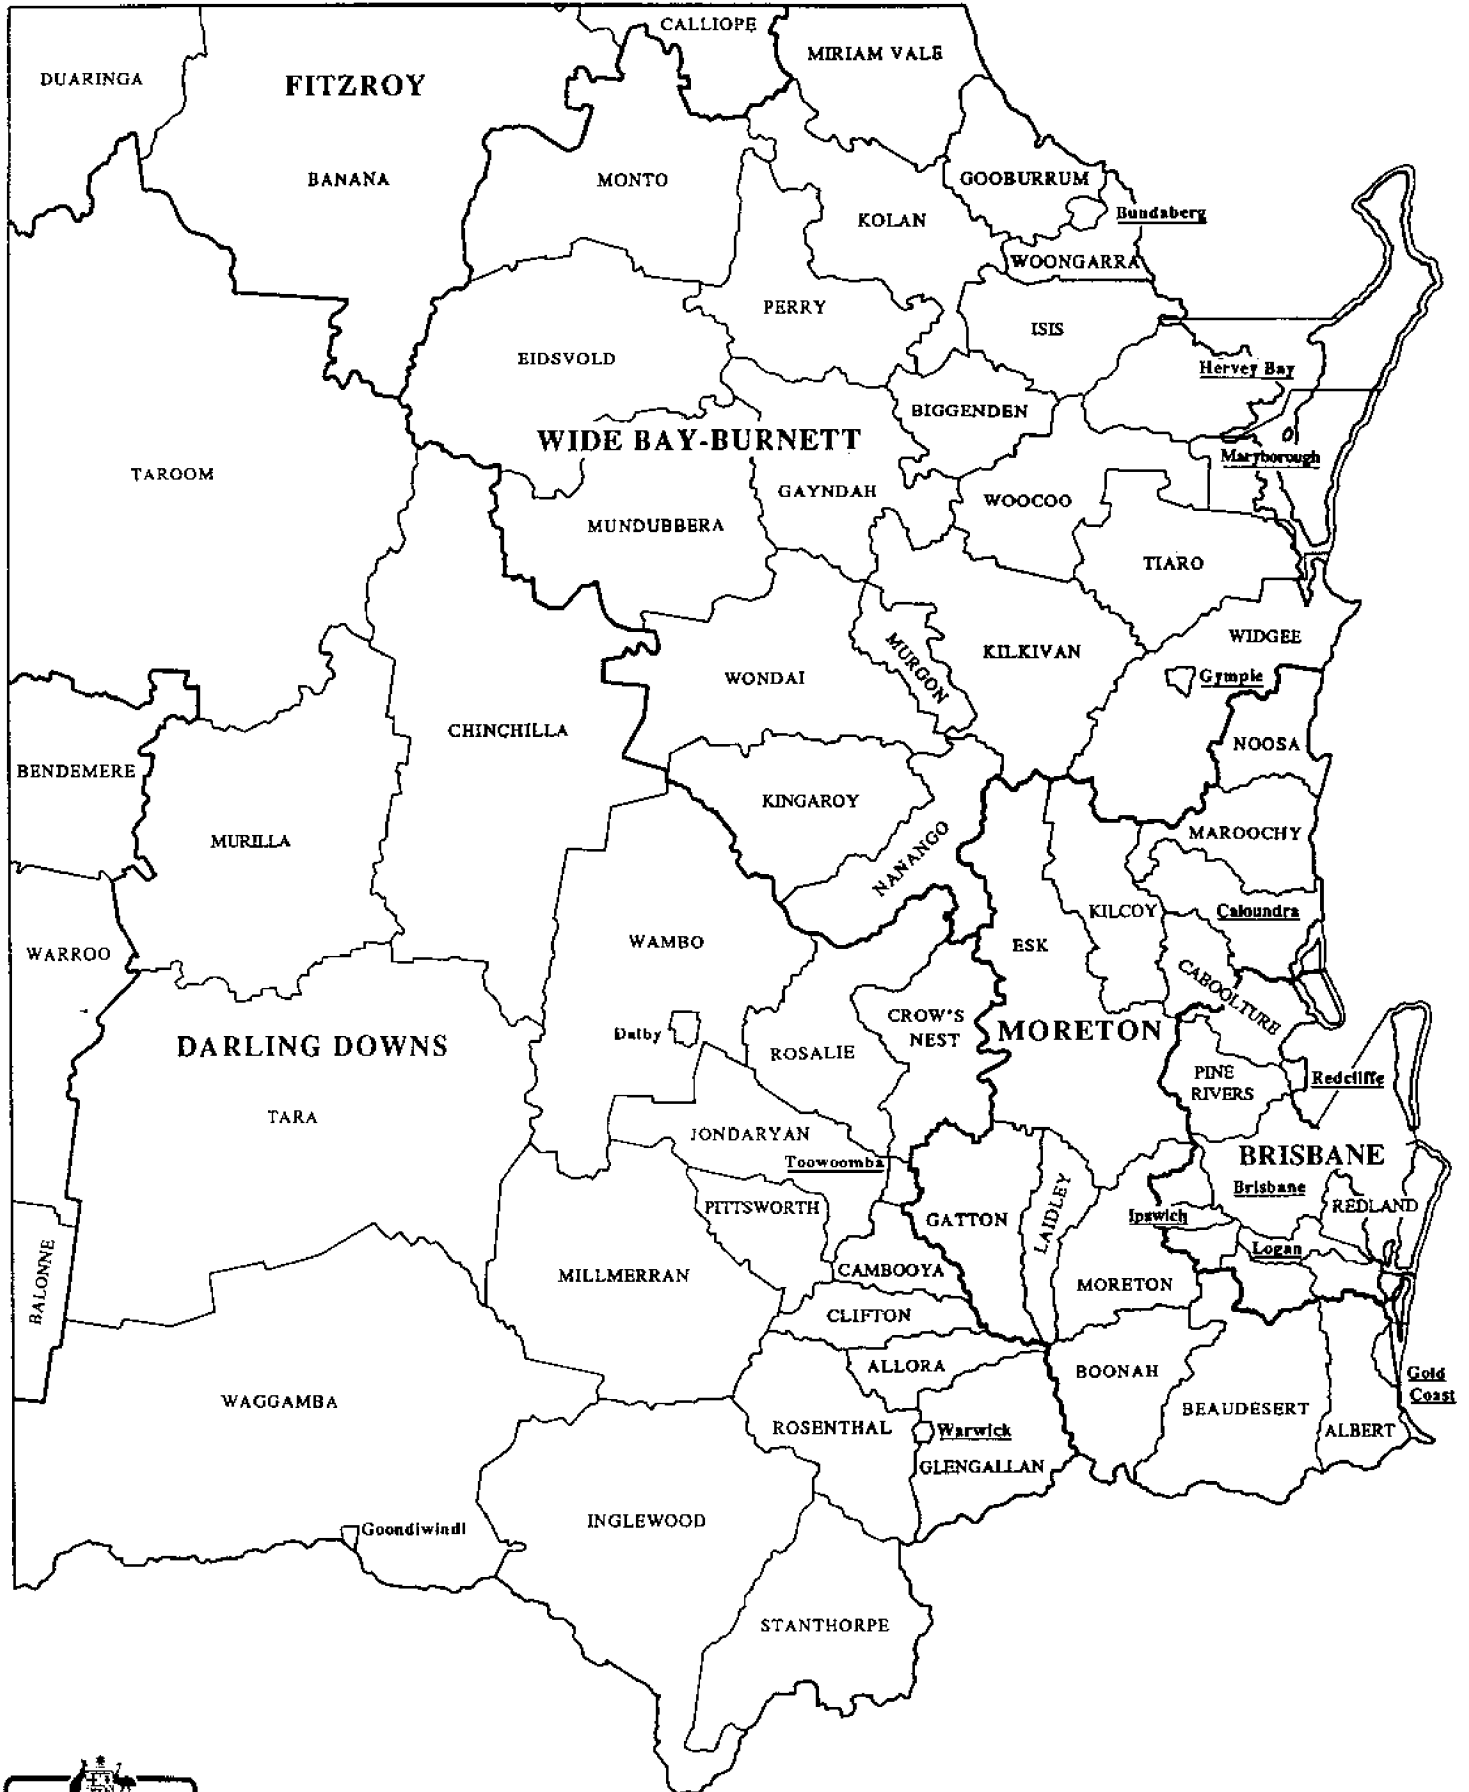 CALLIOPE
MIRIAM VALE
DUARINGA
FITZROY
BANANA
MONTO
GOOBURRUM
KOLAN
Bundaberg
WOONGARRA
PERRY
ISIS
EIDSVOLD
Hervey Bay
BIGGENDEN
WIDE BAY-BURNETT
Maryborough
TAROOM
GAYNDAH
WOOCOO
MUNDUBBERA
TIARO
WIDGEE
MURGON
KILKIVAN
WONDAI
Gympie
CHINCHILLA
NOOSA
BENDEMERE
KINGAROY
MURILLA
MAROOCHY
NANANGO
KILCOY
Caloundra
WAMBO
ESK
WARROO
CABOOLTURE
CROW'S
NEST
MORETON
Dalby
DARLING DOWNS
ROSALIE
PINE
RIVERS
Redcliffe
TARA
JONDARYAN
Toowoomba
BRISBANE
Brisbane
PITTSWORTH
LAIDLEY
REDLAND
GATTON
Ipswich
Logan
BALONNE
MILLMERRAN
CAMBOOYA
MORETON
CLIFTON
ALLORA
BOONAH
Gold
Coast
WAGGAMBA
BEAUDESERT
ROSENTHAL
Warwick
ALBERT
GLENGALLAN
INGLEWOOD
Goondiwindi
STANTHORPE